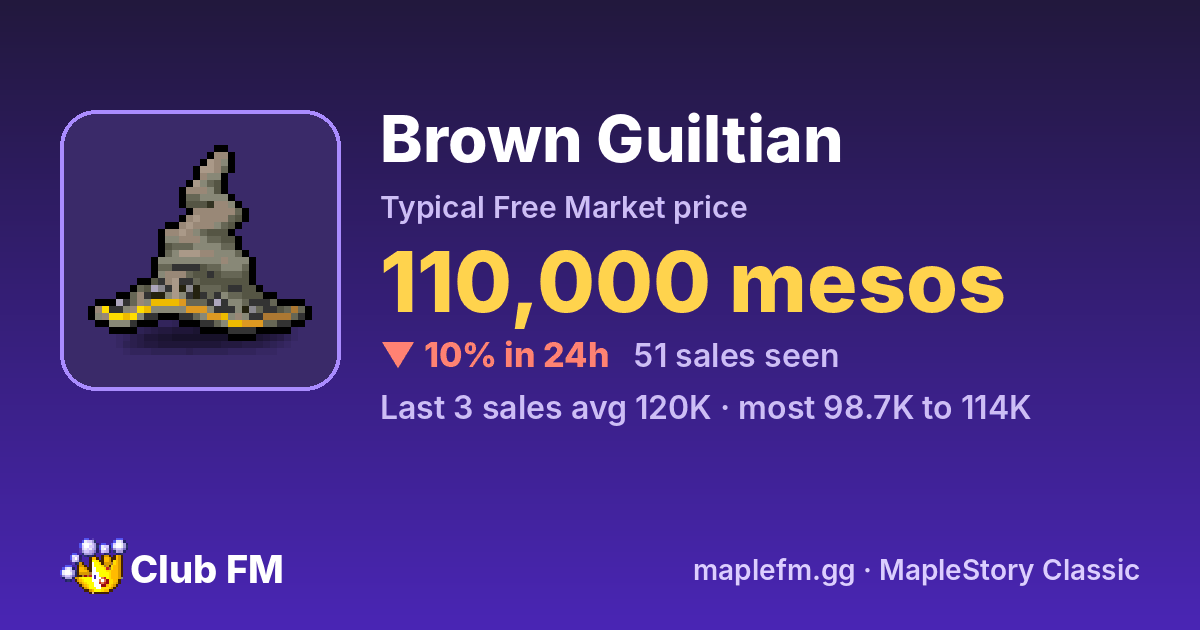 Brown Guiltian
Typical Free Market price
110,000 mesos
▼ 10% in 24h 51 sales seen
Last 3 sales avg 120K · most 98.7K to 114K
Club FM
maplefm.gg · MapleStory Classic